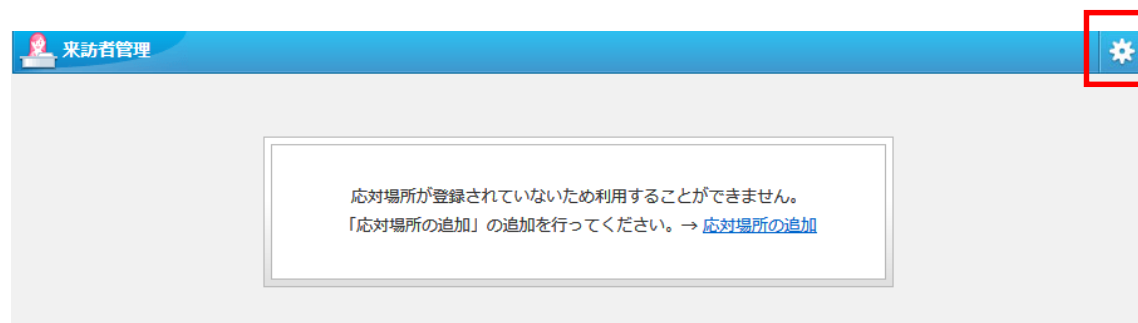 来訪者管理
応対場所が登録されていないため利用することができません。
「応対場所の追加」の追加を行ってください。→ 応対場所の追加